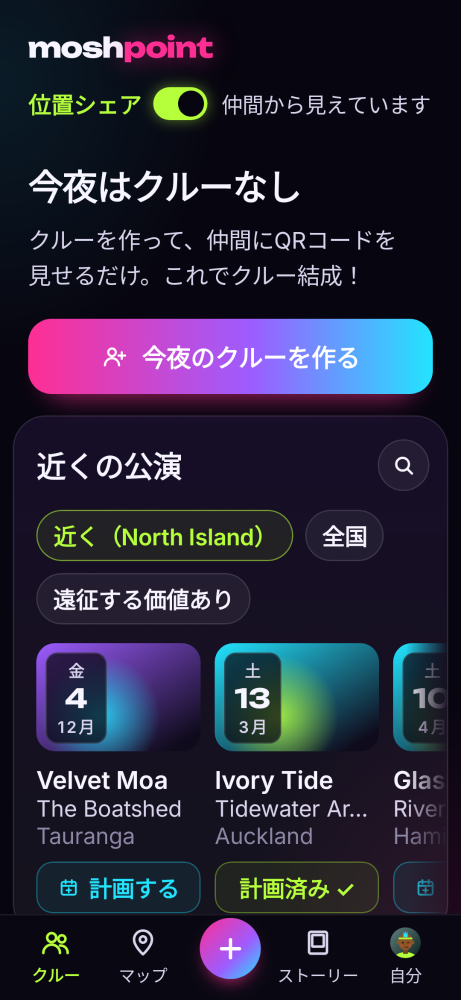 moshpoint
位置シェア 仲間から見えています
今夜はクルーなし
クルーを作って、仲間にQRコードを
見せるだけ。これでクルー結成！
今夜のクルーを作る
近くの公演
近く（North Island） 全国
遠征する価値あり
金 土 土
4 13 10
12月 3月 4月
Velvet Moa Ivory Tide Glas
The Boatshed Tidewater Ar... River
Tauranga Auckland Hami
計画する 計画済み
クルー マップ ストーリー 自分